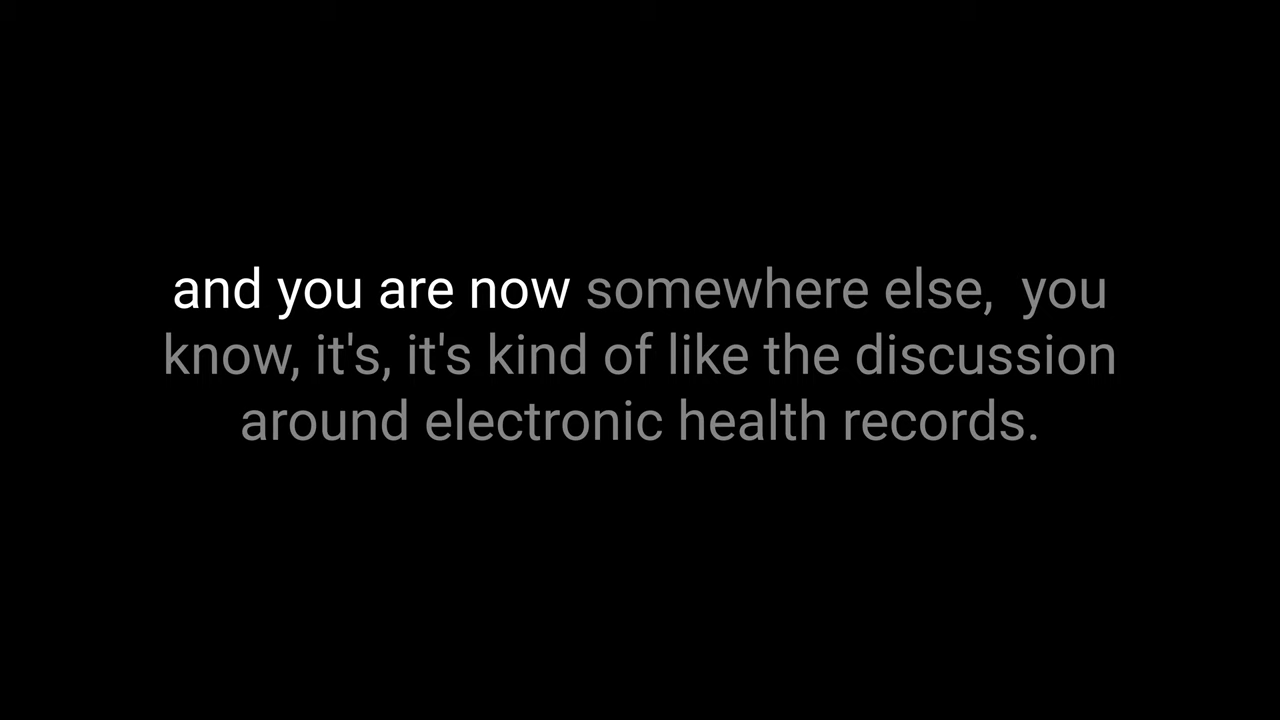 and you are now somewhere else,  you
know, it's, it's kind of like the discussion
around electronic health records.